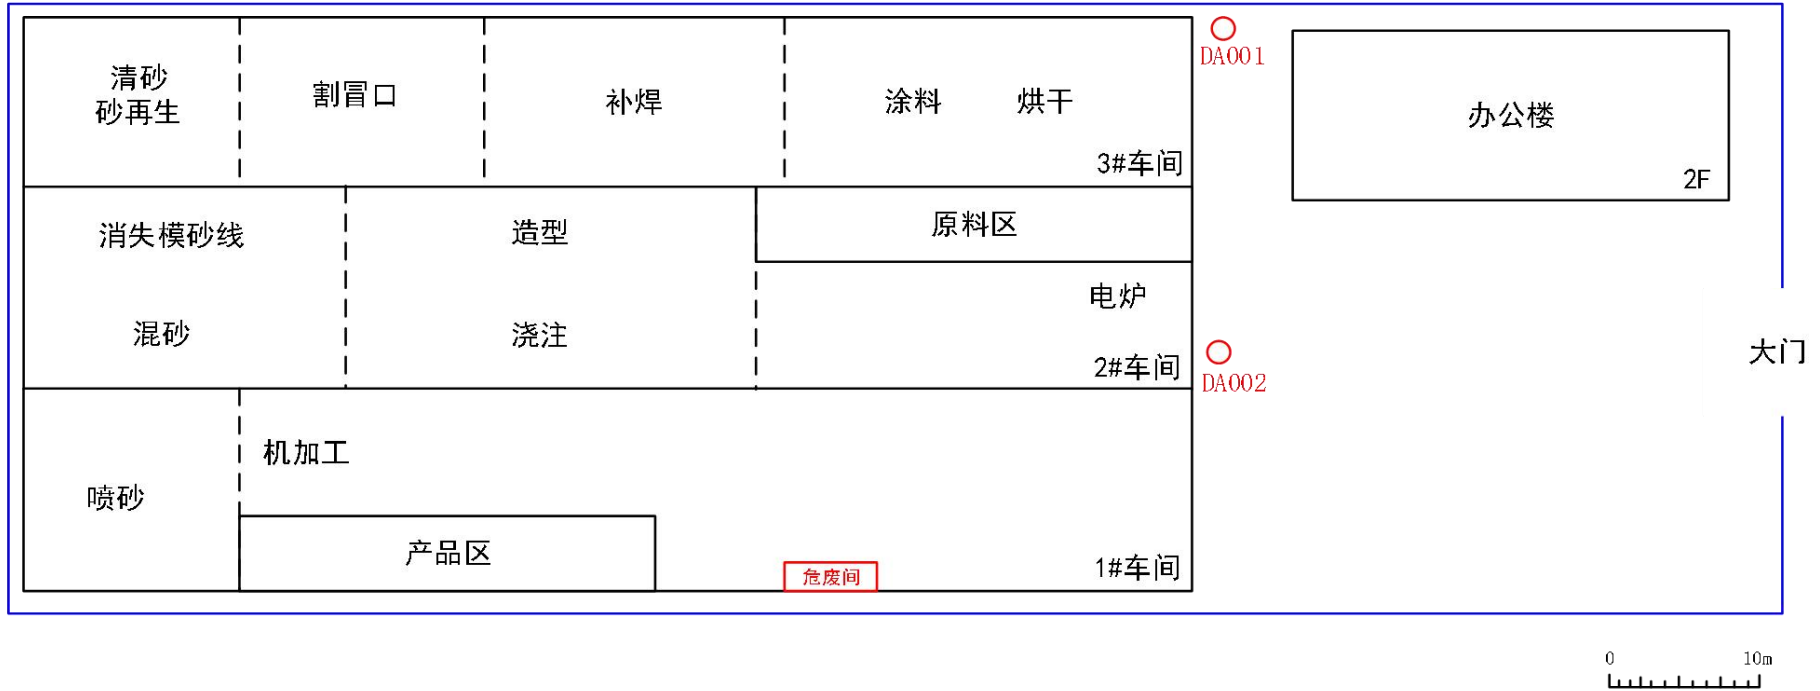 清砂
砂再生
割冒口
补焊
涂料
烘干
3#车间
DA001
办公楼
2F
消失模砂线
造型
原料区
混砂
浇注
电炉
2#车间
DA002
大门
喷砂
机加工
产品区
危废间
1#车间
0
10m